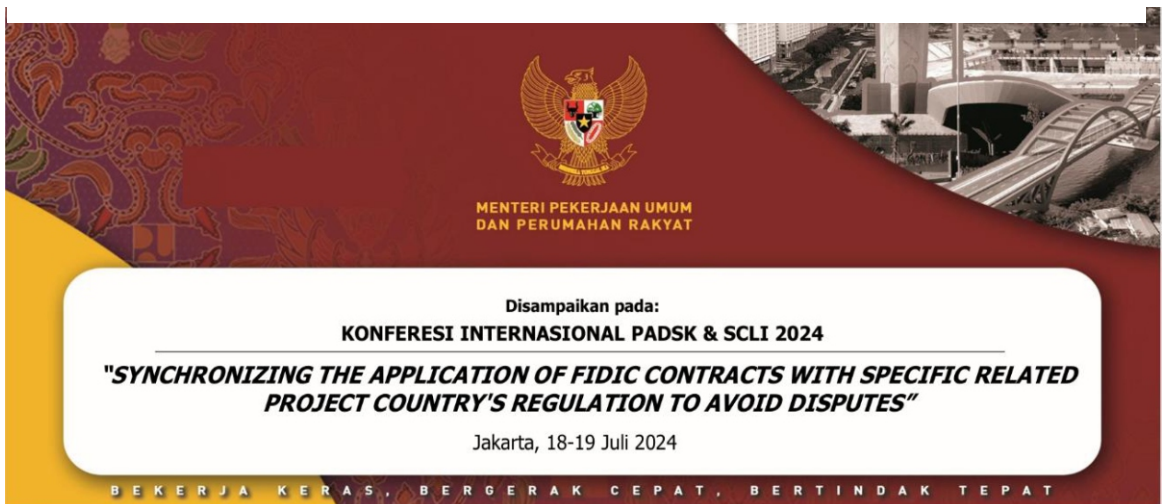 MENTERI PEKERJAAN UMUM
DAN PERUMAHAN RAKYAT
Disampaikan pada:
KONFERESI INTERNASIONAL PADSK & SCLI 2024
"SYNCHRONIZING THE APPLICATION OF FIDIC CONTRACTS WITH SPECIFIC RELATED
PROJECT COUNTRY'S REGULATION TO AVOID DISPUTES"
Jakarta, 18-19 Juli 2024
BEKERJA KERAS, BERGERAK CEPAT, BERTINDAK TEPAT